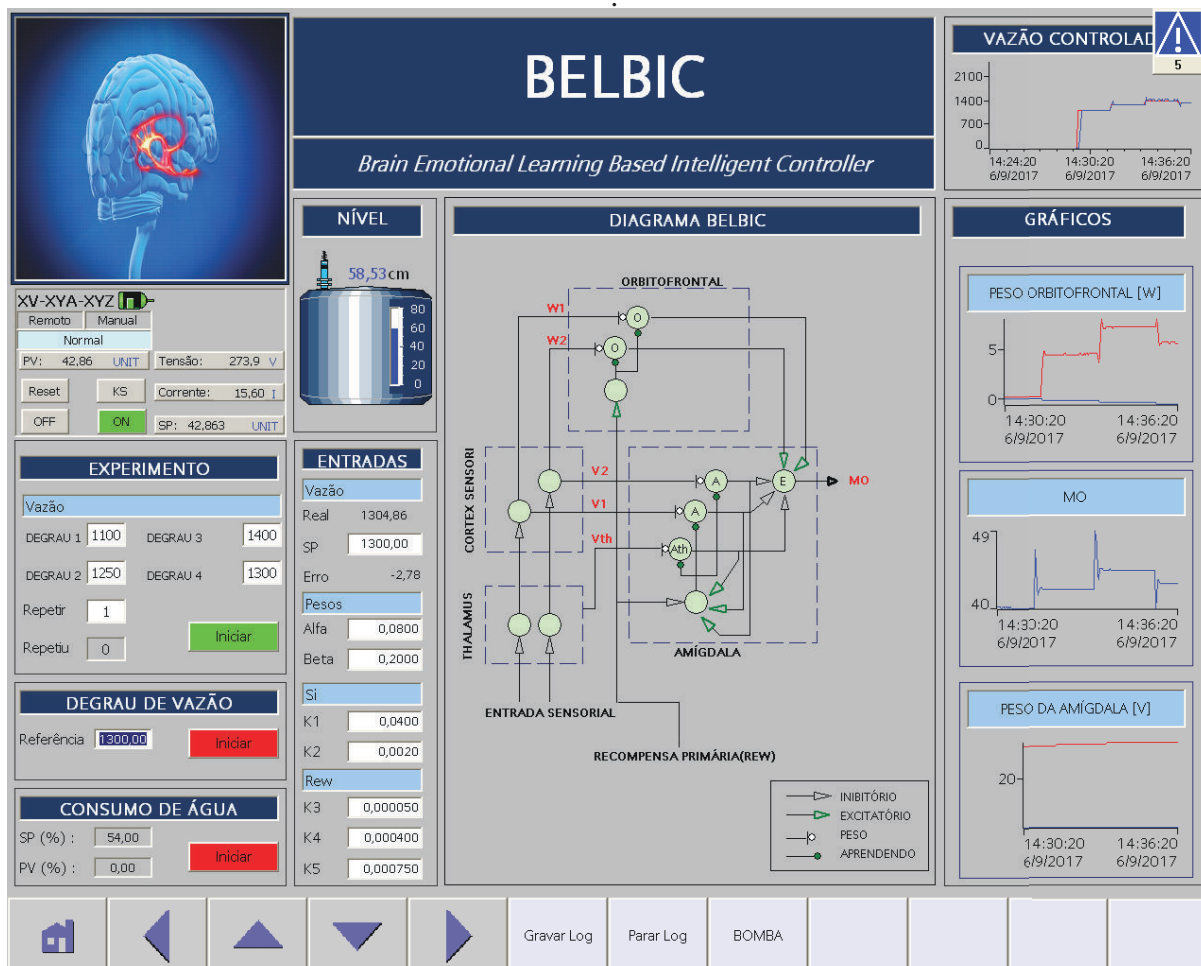 BELBIC
Brain Emotional Learning Based Intelligent Controller
VAZÃO CONTROLAD
5
2100
1400
700
0
14:24:20 14:30:20 14:36:20
6/9/2017 6/9/2017 6/9/2017
XV-XYA-XYZ
Remoto Manual
Normal
PV: 42,86 UNIT Tensão: 273,9 V
Reset KS Corrente: 15,60 I
OFF ON SP: 42,863 UNIT
NÍVEL
58,53cm
80
60
40
20
0
EXPERIMENTO
Vazão
DEGRAU 1 1100 DEGRAU 3 1400
DEGRAU 2 1250 DEGRAU 4 1300
Repetir 1
Repetiu 0
Iniciar
DEGRAU DE VAZÃO
Referência 1300,00 Iniciar
CONSUMO DE ÁGUA
SP (%) : 54,00
PV (%) : 0,00
Iniciar
ENTRADAS
Vazão
Real 1304,86
SP 1300,00
Erro -2,78
Pesos
Alfa 0,0800
Beta 0,2000
Si
K1 0,0400
K2 0,0020
Rew
K3 0,000050
K4 0,000400
K5 0,000750
DIAGRAMA BELBIC
ORBITOFRONTAL
W1
O
W2
O
CORTEX SENSORI
V2
A
E
MO
V1
A
Vth
Ath
THALAMUS
AMÍGDALA
ENTRADA SENSORIAL
RECOMPENSA PRIMÁRIA(REW)
INIBITÓRIO
EXCITATÓRIO
PESO
APRENDENDO
GRÁFICOS
PESO ORBITOFRONTAL [W]
5
0
14:30:20 14:36:20
6/9/2017 6/9/2017
MO
49
40
14:30:20 14:36:20
6/9/2017 6/9/2017
PESO DA AMÍGDALA [V]
20
14:30:20 14:36:20
6/9/2017 6/9/2017
Gravar Log Parar Log BOMBA